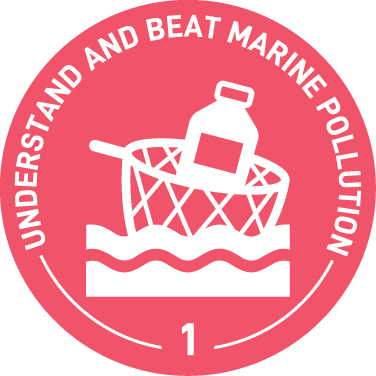 UNDERSTAND AND BEAT MARINE POLLUTION
1